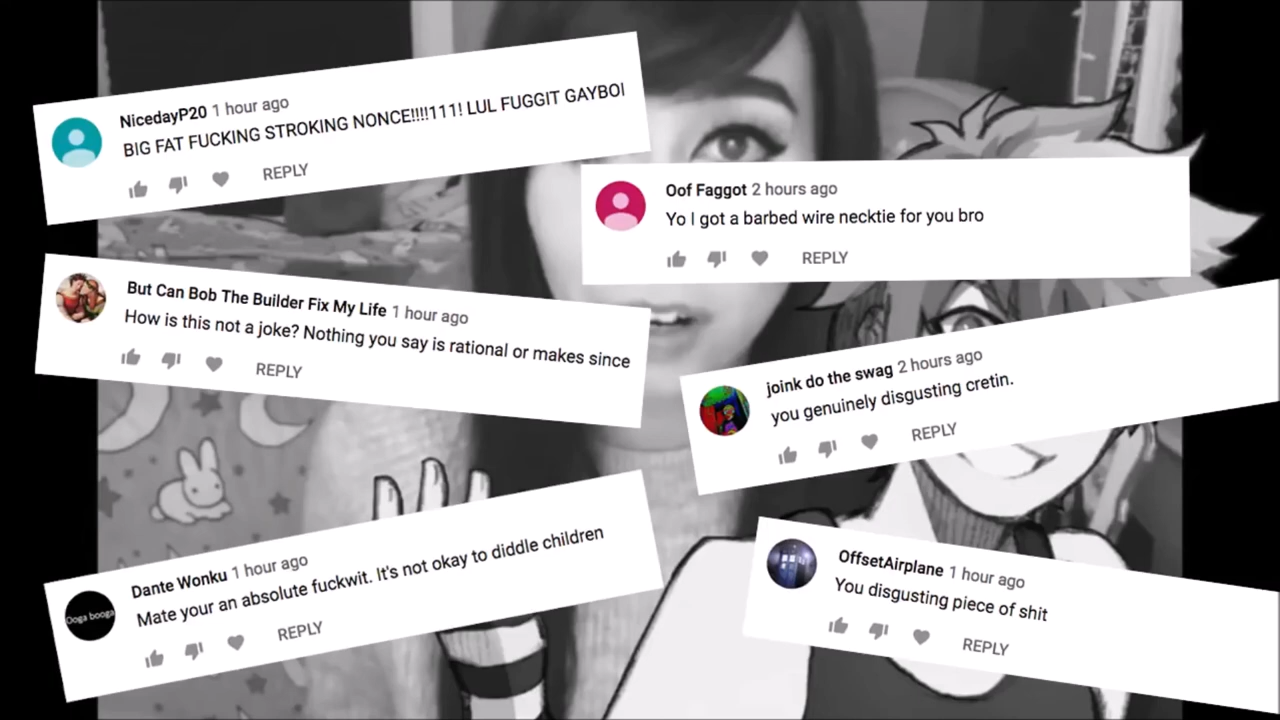 NicedayP20 1 hour ago
BIG FAT FUCKING STROKING NONCE!!!!111! LUL FUGGIT GAYBOI
REPLY
Oof Faggot 2 hours ago
Yo I got a barbed wire necktie for you bro
REPLY
But Can Bob The Builder Fix My Life 1 hour ago
How is this not a joke? Nothing you say is rational or makes since
REPLY
joink do the swag 2 hours ago
you genuinely disgusting cretin.
REPLY
Ooga booga
Dante Wonku 1 hour ago
Mate your an absolute fuckwit. It's not okay to diddle children
REPLY
OffsetAirplane 1 hour ago
You disgusting piece of shit
REPLY